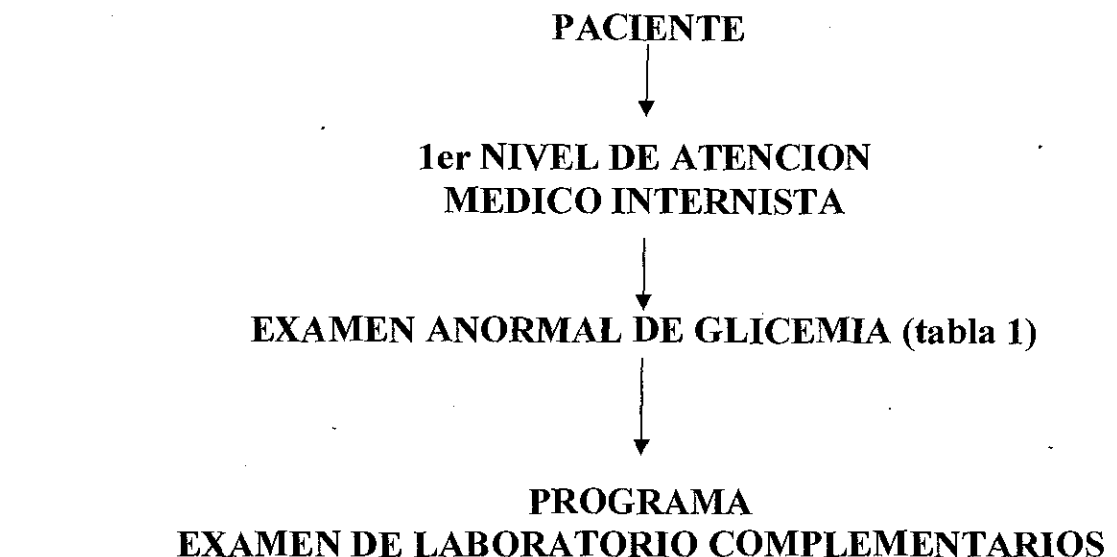 PACIENTE
1er NIVEL DE ATENCION
MEDICO INTERNISTA
EXAMEN ANORMAL DE GLICEMIA (tabla 1)
PROGRAMA
EXAMEN DE LABORATORIO COMPLEMENTARIOS